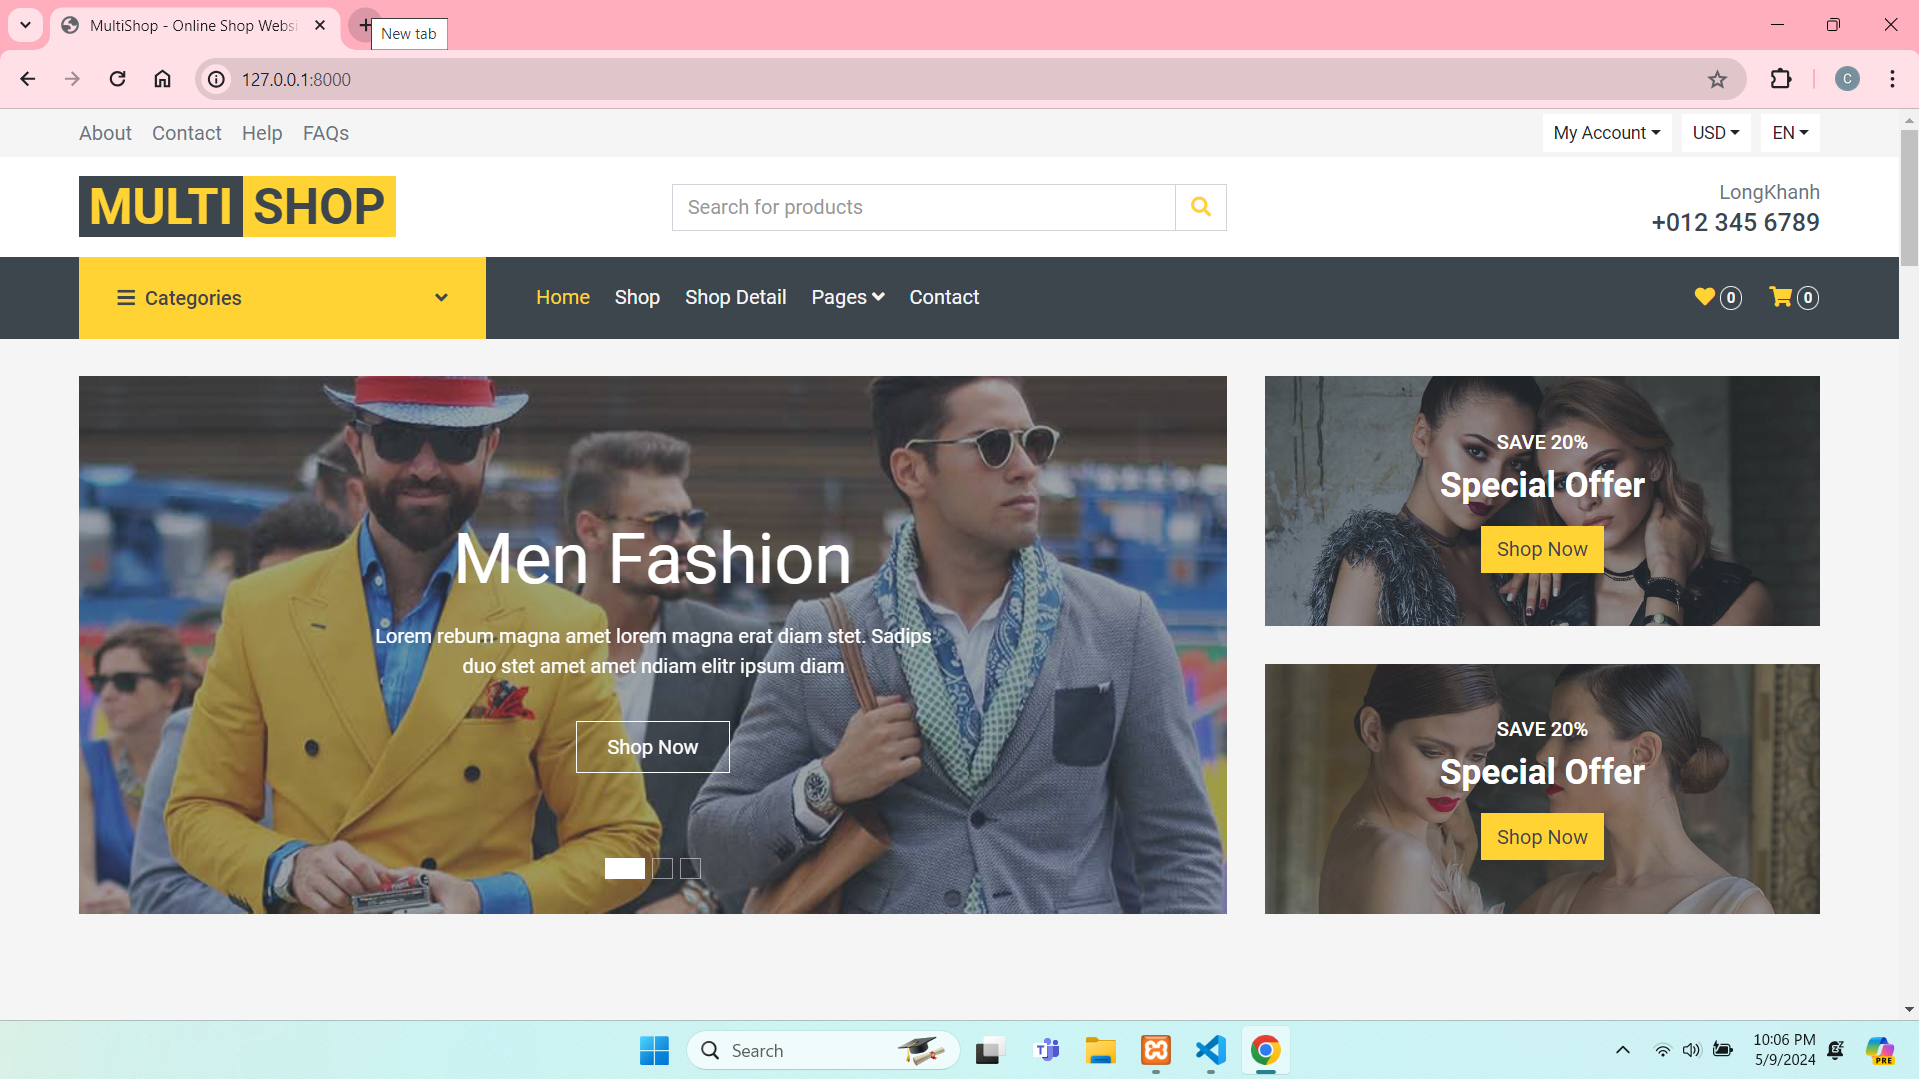 MultiShop - Online Shop Websi
New tab
127.0.0.1:8000
C
About Contact Help FAQs
My Account USD EN
MULTI SHOP
Search for products
LongKhanh
+012 345 6789
Categories
Home Shop Shop Detail Pages Contact
0 0
Men Fashion
Lorem rebum magna amet lorem magna erat diam stet. Sadips
duo stet amet amet ndiam elitr ipsum diam
Shop Now
SAVE 20%
Special Offer
Shop Now
SAVE 20%
Special Offer
Shop Now
Search
10:06 PM
5/9/2024
PRE